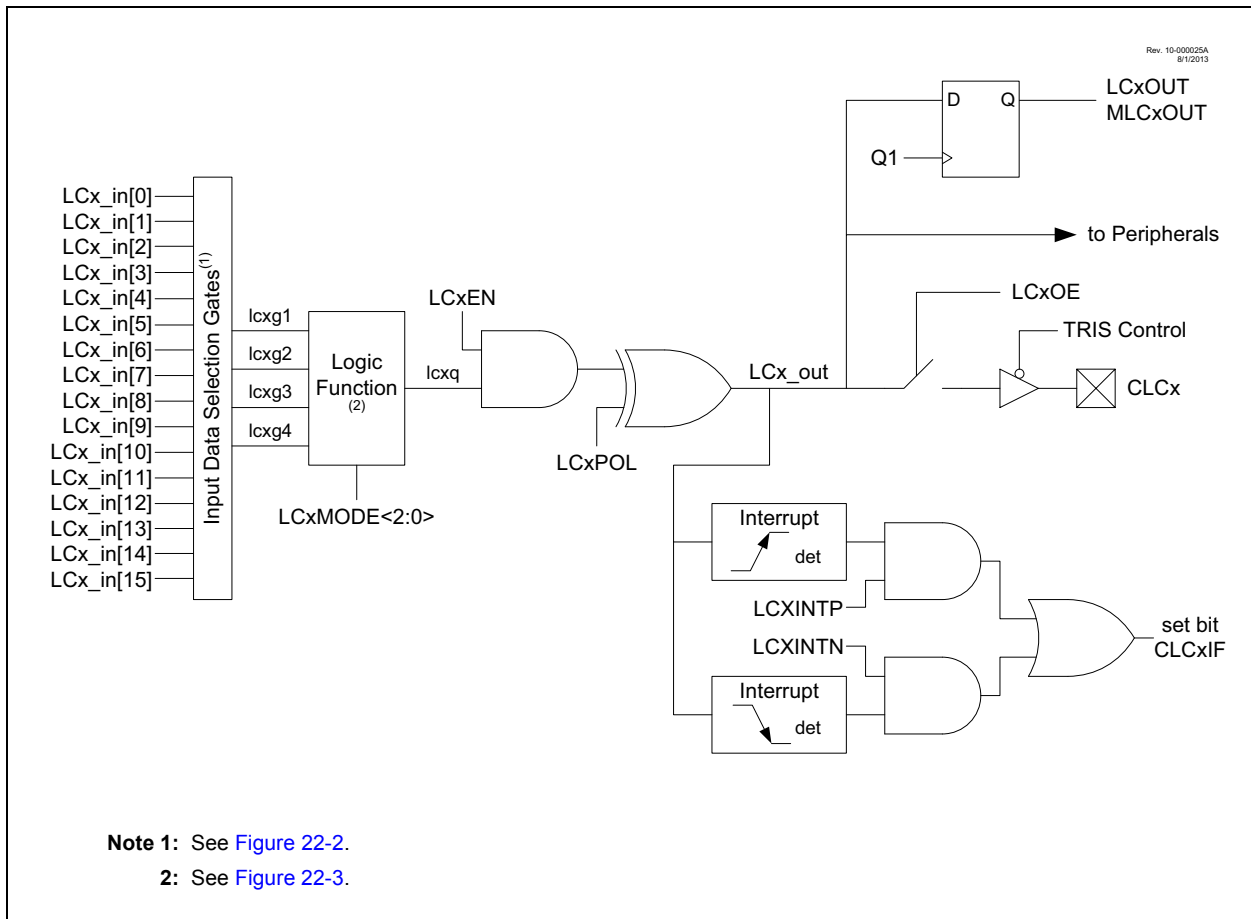 Rev. 10-000025A
8/1/2013
LCxOUT
MLCxOUT
D
Q
Q1
to Peripherals
LCx_in[0]
LCx_in[1]
LCx_in[2]
LCx_in[3]
LCx_in[4]
LCx_in[5]
LCx_in[6]
LCx_in[7]
LCx_in[8]
LCx_in[9]
LCx_in[10]
LCx_in[11]
LCx_in[12]
LCx_in[13]
LCx_in[14]
LCx_in[15]
Input Data Selection Gates(1)
lcxg1
lcxg2
lcxg3
lcxg4
Logic
Function
(2)
LCxMODE<2:0>
lcxq
LCxEN
LCxPOL
LCx_out
LCxOE
TRIS Control
CLCx
Interrupt
det
LCXINTP
LCXINTN
Interrupt
det
set bit
CLCxIF
Note 1: See Figure 22-2.
2: See Figure 22-3.